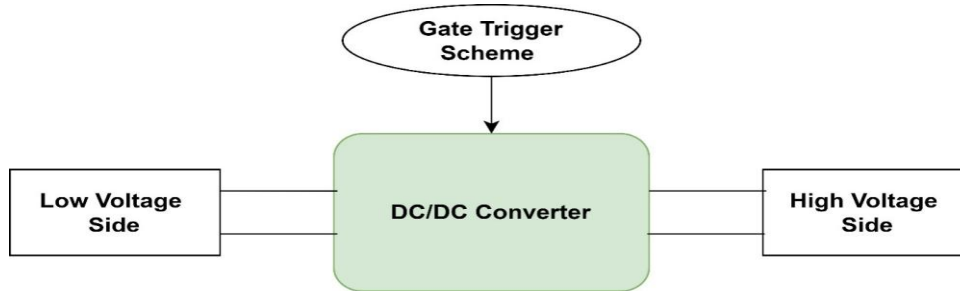 Gate Trigger
Scheme
Low Voltage
Side
DC/DC Converter
High Voltage
Side